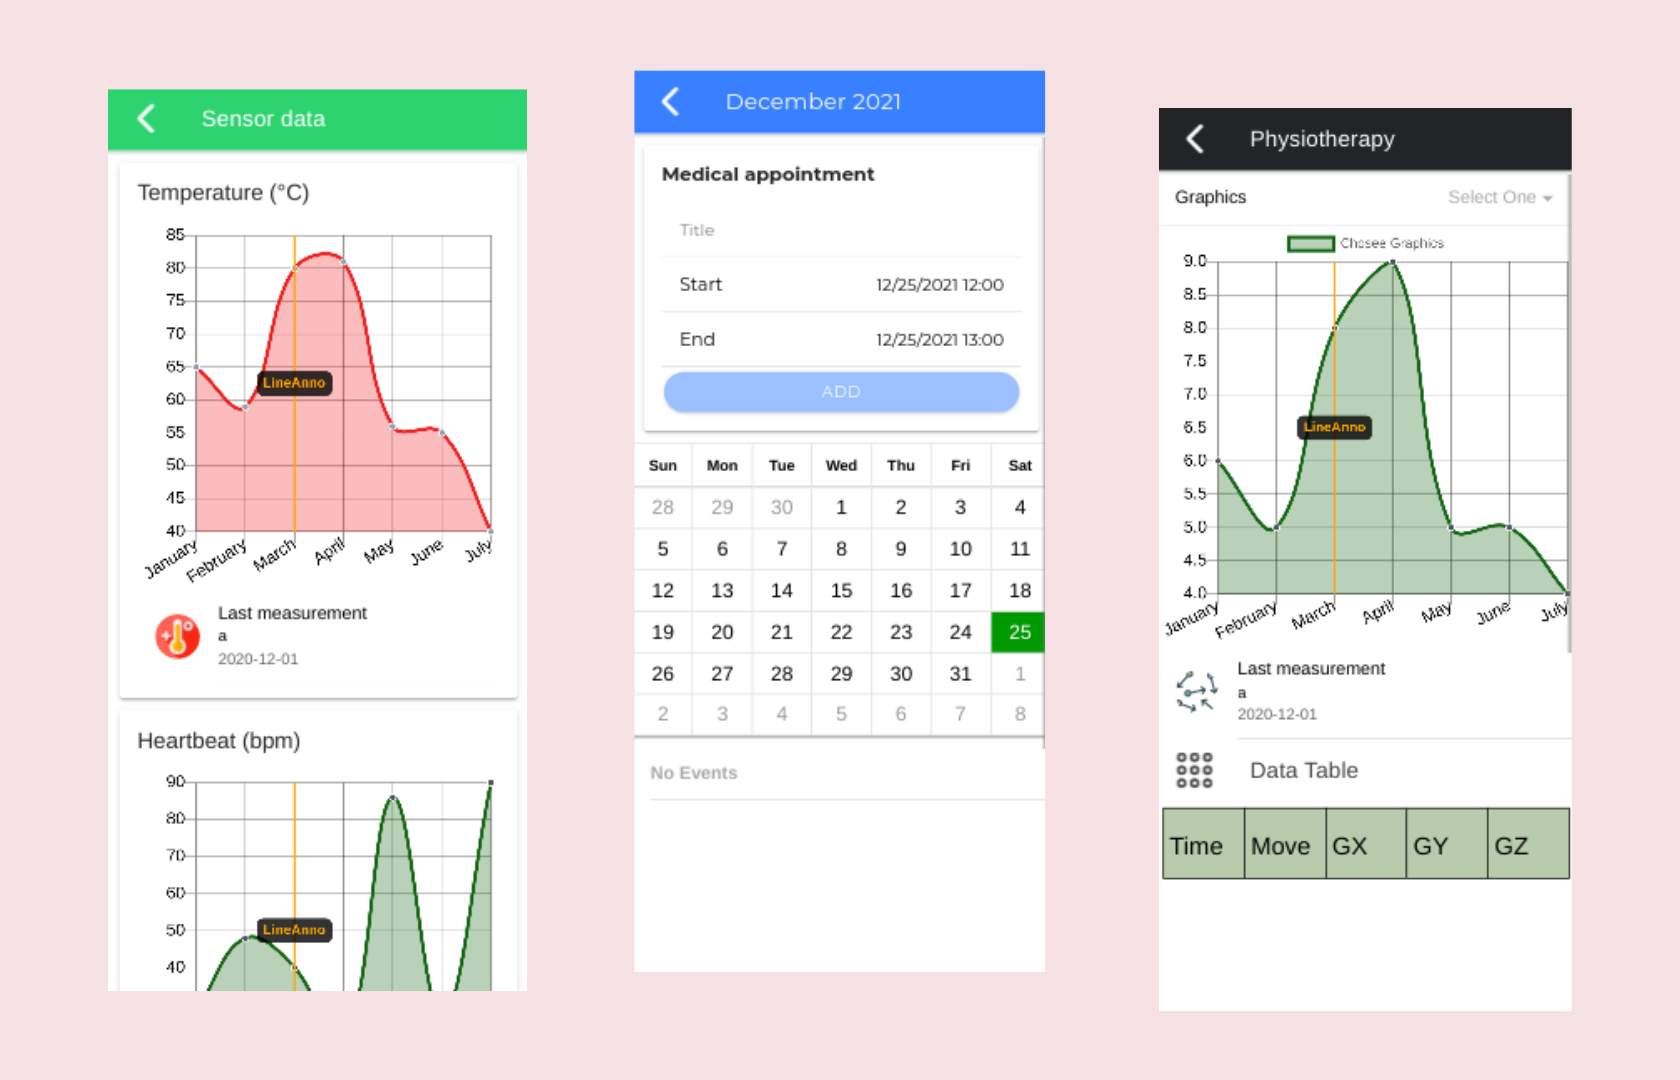 Sensor data
Temperature (°C)
85
80
75
70
65
60
55
50
45
40
LineAnno
January February March April May June July
Last measurement
a
2020-12-01
Heartbeat (bpm)
90
80
70
60
50
40
LineAnno
December 2021
Medical appointment
Title
Start 12/25/2021 12:00
End 12/25/2021 13:00
ADD
Sun Mon Tue Wed Thu Fri Sat
28 29 30 1 2 3 4
5 6 7 8 9 10 11
12 13 14 15 16 17 18
19 20 21 22 23 24 25
26 27 28 29 30 31 1
2 3 4 5 6 7 8
No Events
Physiotherapy
Graphics Select One
Chosee Graphics
9.0
8.5
8.0
7.5
7.0
6.5
6.0
5.5
5.0
4.5
4.0
LineAnno
January February March April May June July
Last measurement
a
2020-12-01
Data Table
Time Move GX GY GZ